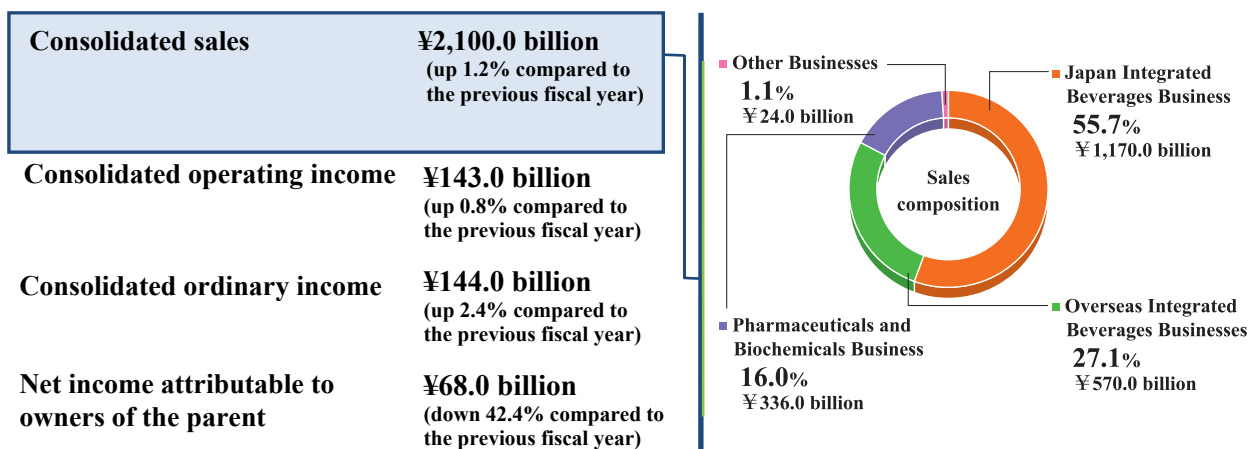 Consolidated sales
¥2,100.0 billion
(up 1.2% compared to
the previous fiscal year)
Consolidated operating income
¥143.0 billion
(up 0.8% compared to
the previous fiscal year)
Consolidated ordinary income
¥144.0 billion
(up 2.4% compared to
the previous fiscal year)
Net income attributable to
owners of the parent
¥68.0 billion
(down 42.4% compared to
the previous fiscal year)
Other Businesses
1.1%
¥24.0 billion
Japan Integrated
Beverages Business
55.7%
¥1,170.0 billion
Sales
composition
Pharmaceuticals and
Biochemicals Business
16.0%
¥336.0 billion
Overseas Integrated
Beverages Businesses
27.1%
¥570.0 billion